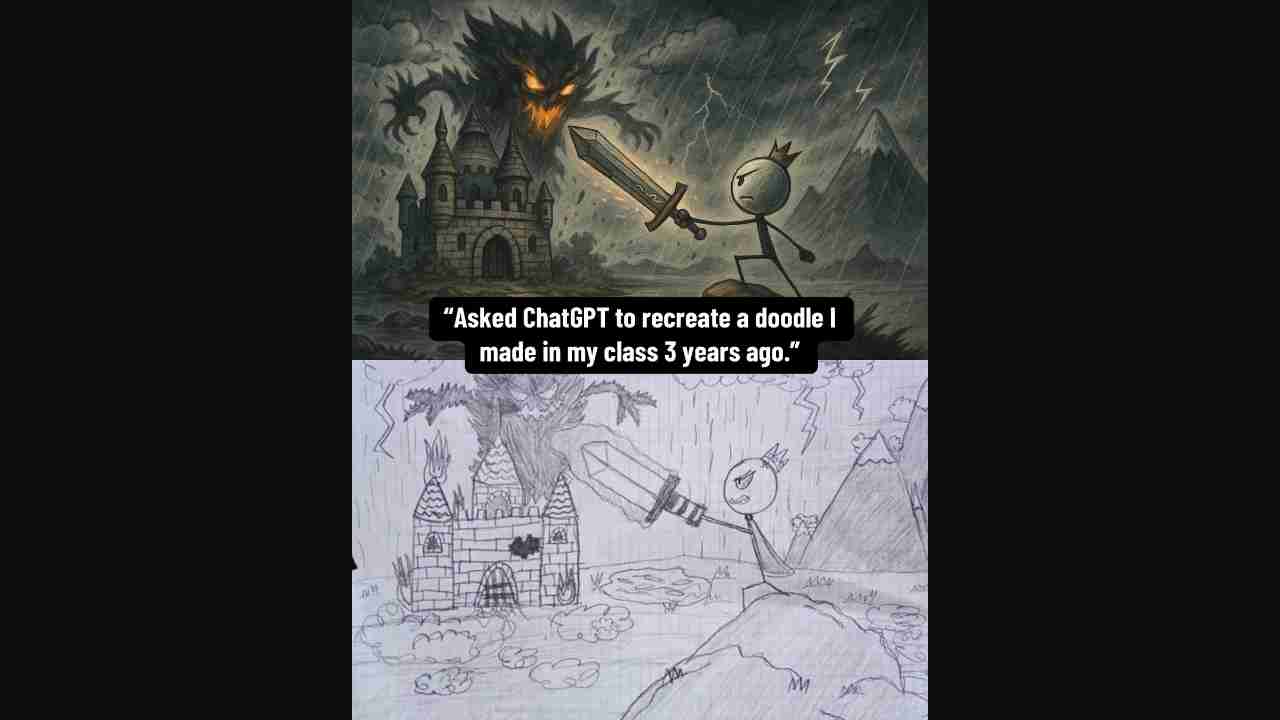 “Asked ChatGPT to recreate a doodle I
made in my class 3 years ago.”